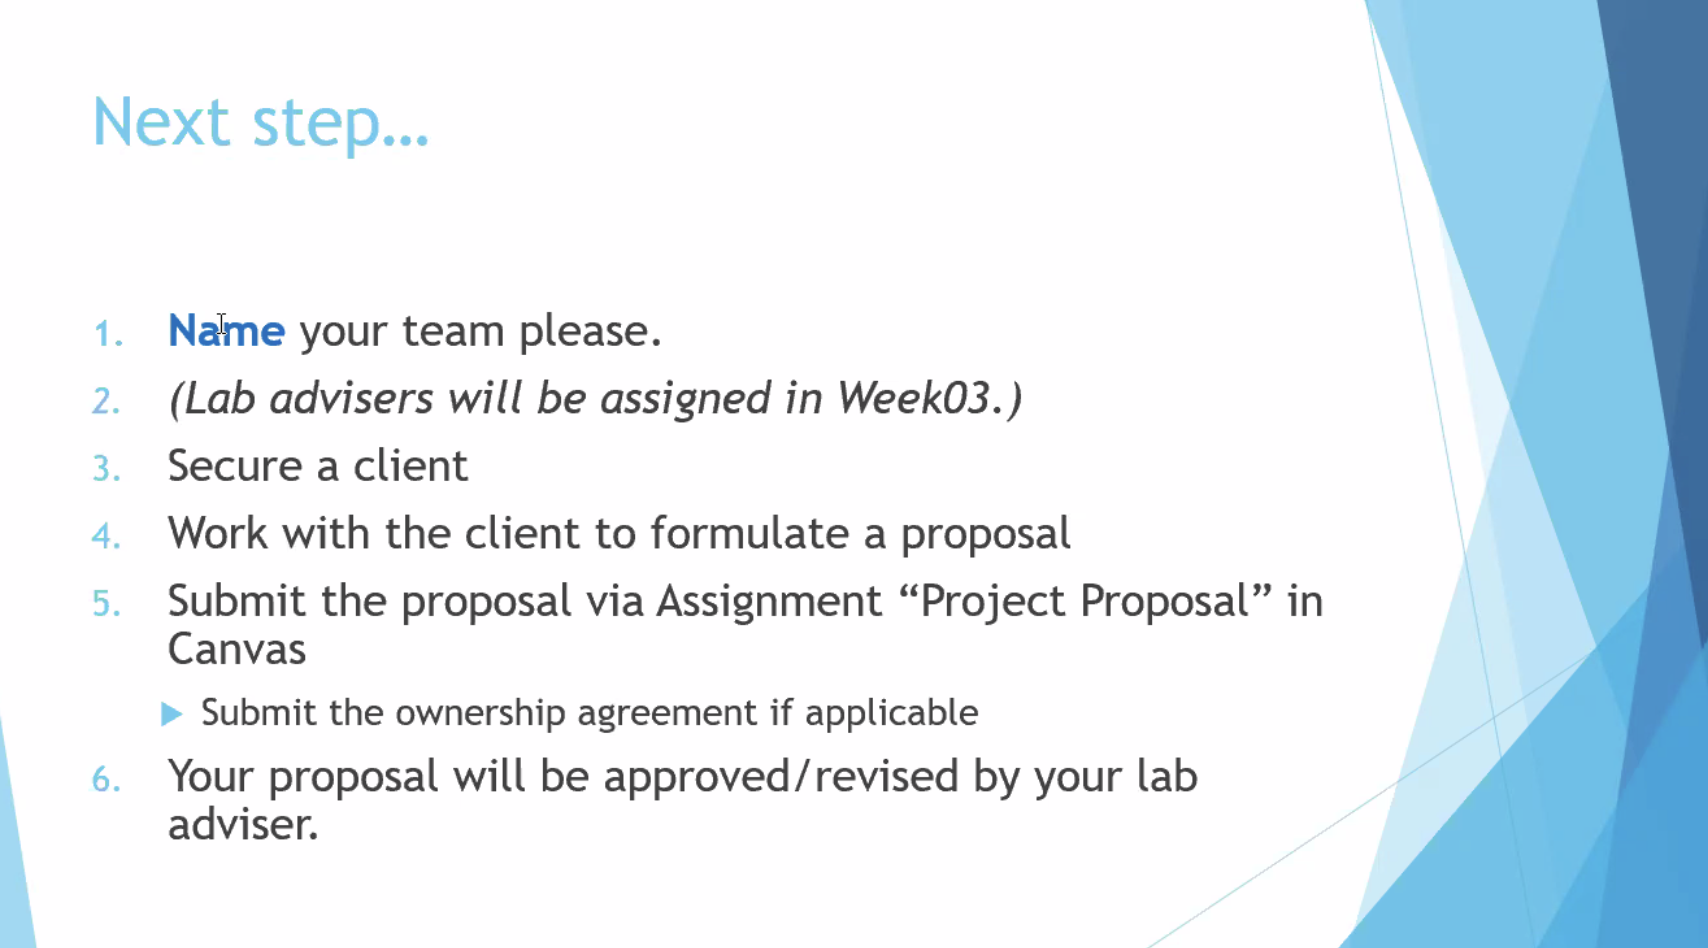 Next step...
1. Name your team please.
2. (Lab advisers will be assigned in Week03.)
3. Secure a client
4. Work with the client to formulate a proposal
5. Submit the proposal via Assignment “Project Proposal” in
Canvas
Submit the ownership agreement if applicable
6. Your proposal will be approved/revised by your lab
adviser.